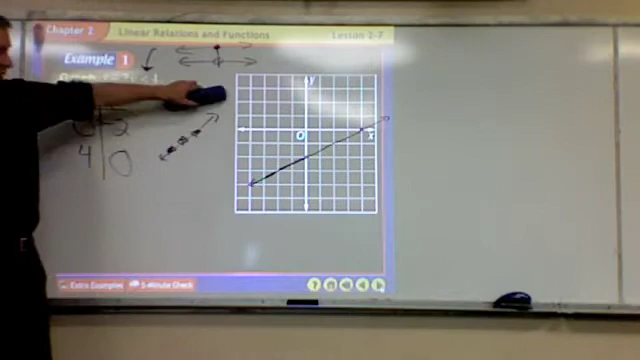 Chapter 2 Linear Relations and Functions Lesson 2-7
Example 1
Graph
y
-2
4 0
O
x
Extra Examples 5-Minute Check
?